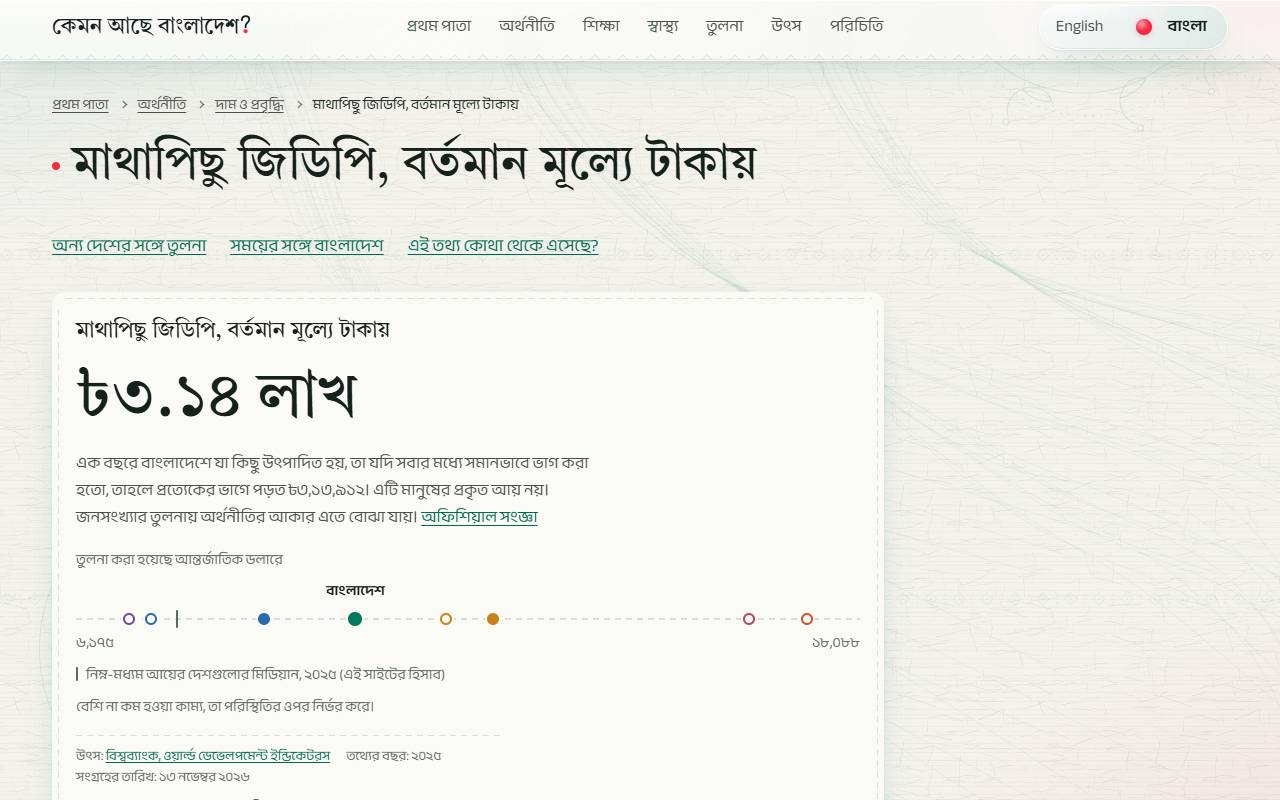 কেমন আছে বাংলাদেশ?
প্রথম পাতা অর্থনীতি শিক্ষা স্বাস্থ্য তুলনা উৎস পরিচিতি
English বাংলা
প্রথম পাতা > অর্থনীতি > দাম ও প্রবৃদ্ধি > মাথাপিছু জিডিপি, বর্তমান মূল্যে টাকায়
মাথাপিছু জিডিপি, বর্তমান মূল্যে টাকায়
অন্য দেশের সঙ্গে তুলনা সময়ের সঙ্গে বাংলাদেশ এই তথ্য কোথা থেকে এসেছে?
মাথাপিছু জিডিপি, বর্তমান মূল্যে টাকায়
৳৩.১৪ লাখ
এক বছরে বাংলাদেশে যা কিছু উৎপাদিত হয়, তা যদি সবার মধ্যে সমানভাবে ভাগ করা
হতো, তাহলে প্রত্যেকের ভাগে পড়ত ৳৩,১৩,৯১২। এটি মানুষের প্রকৃত আয় নয়।
জনসংখ্যার তুলনায় অর্থনীতির আকার এতে বোঝা যায়। অফিশিয়াল সংজ্ঞা
তুলনা করা হয়েছে আন্তর্জাতিক ডলারে
বাংলাদেশ
৬,১৭৫ ১৮,০৮৮
নিম্ন-মধ্যম আয়ের দেশগুলোর মিডিয়ান, ২০২৫ (এই সাইটের হিসাব)
বেশি না কম হওয়া কাম্য, তা পরিস্থিতির ওপর নির্ভর করে।
উৎস: বিশ্বব্যাংক, ওয়ার্ল্ড ডেভেলপমেন্ট ইন্ডিকেটরস তথ্যের বছর: ২০২৫
সংগ্রহের তারিখ: ১৩ নভেম্বর ২০২৬